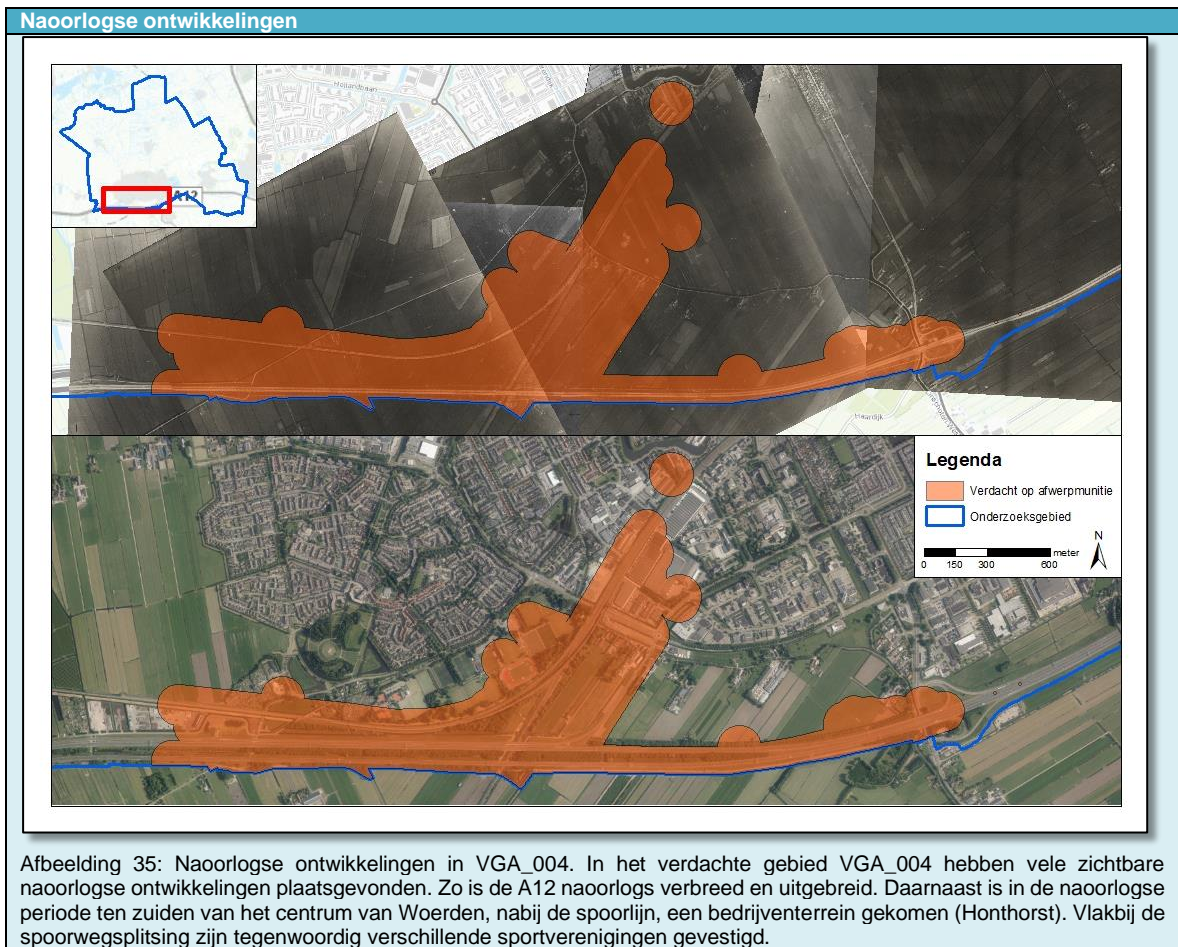 Naoorlogse ontwikkelingen
Hollandbaan
A12
Haardijk
Legenda
Verdacht op afwerpmunitie
Onderzoeksgebied
N
meter
0 150 300 600
Afbeelding 35: Naoorlogse ontwikkelingen in VGA_004. In het verdachte gebied VGA_004 hebben vele zichtbare
naoorlogse ontwikkelingen plaatsgevonden. Zo is de A12 naoorlogs verbreed en uitgebreid. Daarnaast is in de naoorlogse
periode ten zuiden van het centrum van Woerden, nabij de spoorlijn, een bedrijventerrein gekomen (Honthorst). Vlakbij de
spoorwegsplitsing zijn tegenwoordig verschillende sportverenigingen gevestigd.